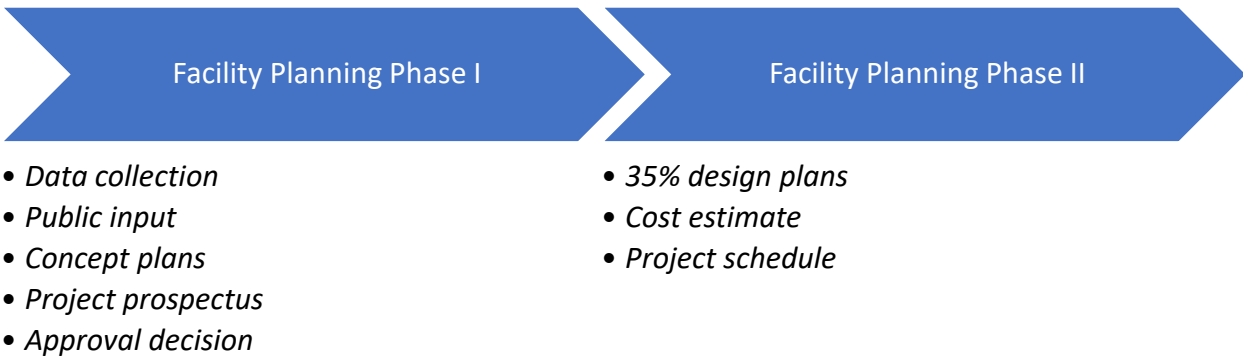 Facility Planning Phase I
• Data collection
• Public input
• Concept plans
• Project prospectus
• Approval decision
Facility Planning Phase II
• 35% design plans
• Cost estimate
• Project schedule